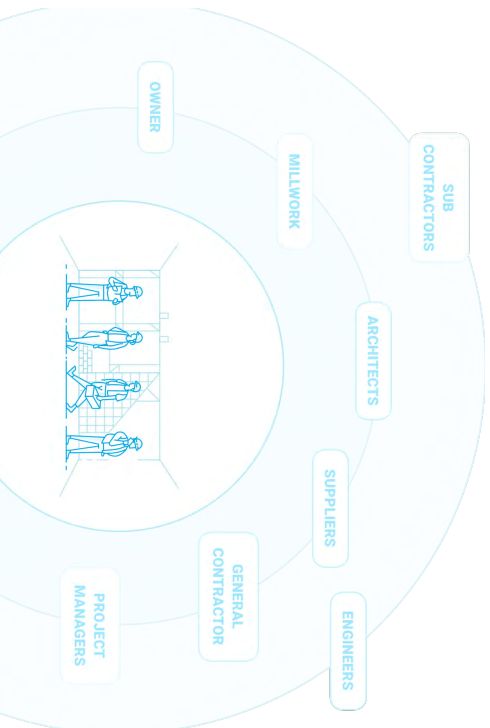 OWNER
MILLWORK
SUB
CONTRACTORS
ARCHITECTS
SUPPLIERS
GENERAL
CONTRACTOR
PROJECT
MANAGERS
ENGINEERS